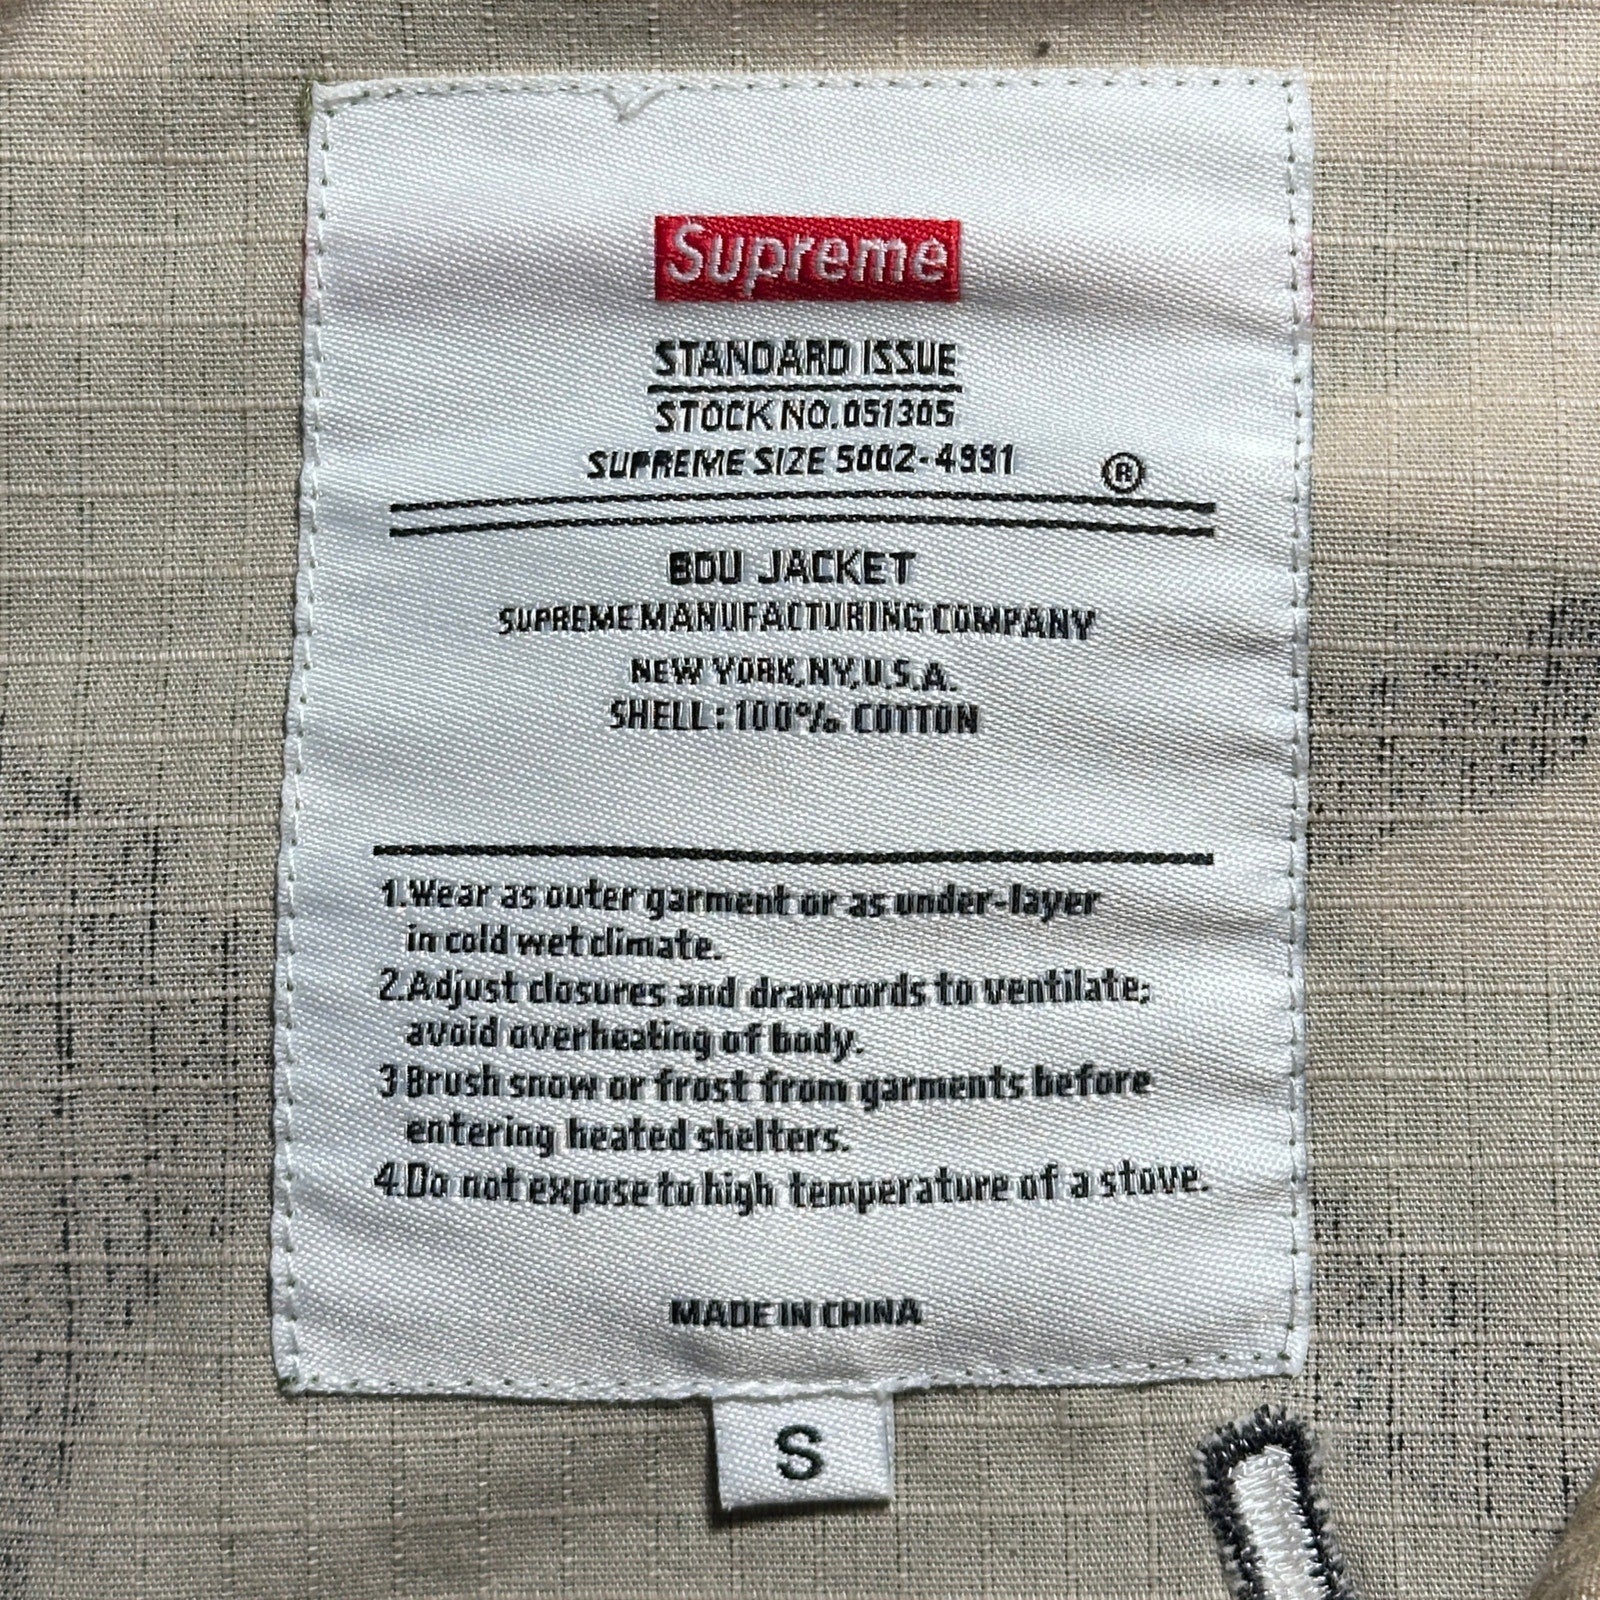 Supreme
STANDARD ISSUE
STOCK NO.051305
SUPREME SIZE 5002-4991
®
BDU JACKET
SUPREME MANUFACTURING COMPANY
NEW YORK, NY, U.S.A.
SHELL: 100% COTTON
1.Wear as outer garment or as under-layer
in cold wet climate.
2.Adjust closures and drawcords to ventilate;
avoid overheating of body.
3 Brush snow or frost from garments before
entering heated shelters.
4.Do not expose to high temperature of a stove.
MADE IN CHINA
S